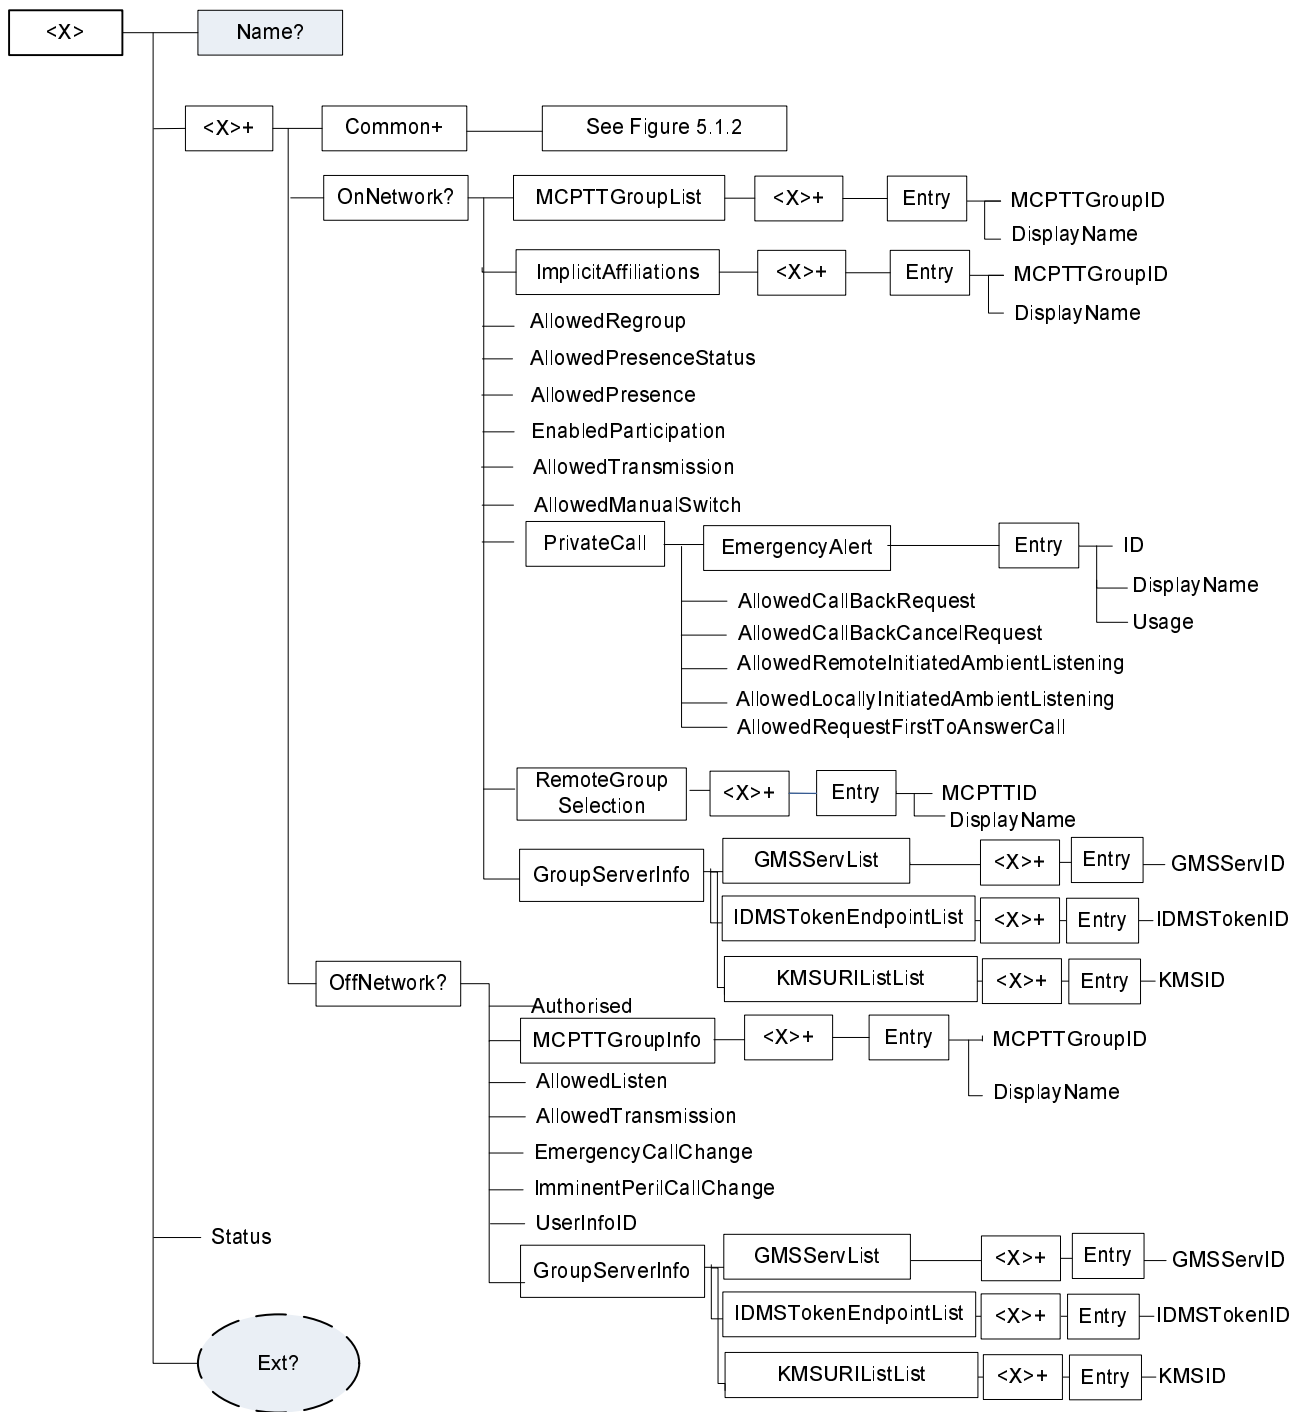 <X>
Name?
<X>+
Common+
See Figure 5.1.2
OnNetwork?
MCPTTGroupList
<X>+
Entry
MCPTTGroupID
DisplayName
ImplicitAffiliations
<X>+
Entry
MCPTTGroupID
DisplayName
AllowedRegroup
AllowedPresenceStatus
AllowedPresence
EnabledParticipation
AllowedTransmission
AllowedManualSwitch
PrivateCall
EmergencyAlert
Entry
ID
DisplayName
Usage
AllowedCallBackRequest
AllowedCallBackCancelRequest
AllowedRemoteInitiatedAmbientListening
AllowedLocallyInitiatedAmbientListening
AllowedRequestFirstToAnswerCall
RemoteGroup
Selection
<X>+
Entry
MCPTTID
DisplayName
GroupServerInfo
GMSServList
<X>+
Entry
GMSServID
IDMSTokenEndpointList
<X>+
Entry
IDMSTokenID
KMSURIListList
<X>+
Entry
KMSID
OffNetwork?
Authorised
MCPTTGroupInfo
<X>+
Entry
MCPTTGroupID
DisplayName
AllowedListen
AllowedTransmission
EmergencyCallChange
ImminentPerilCallChange
UserInfoID
GroupServerInfo
GMSServList
<X>+
Entry
GMSServID
IDMSTokenEndpointList
<X>+
Entry
IDMSTokenID
KMSURIListList
<X>+
Entry
KMSID
Status
Ext?